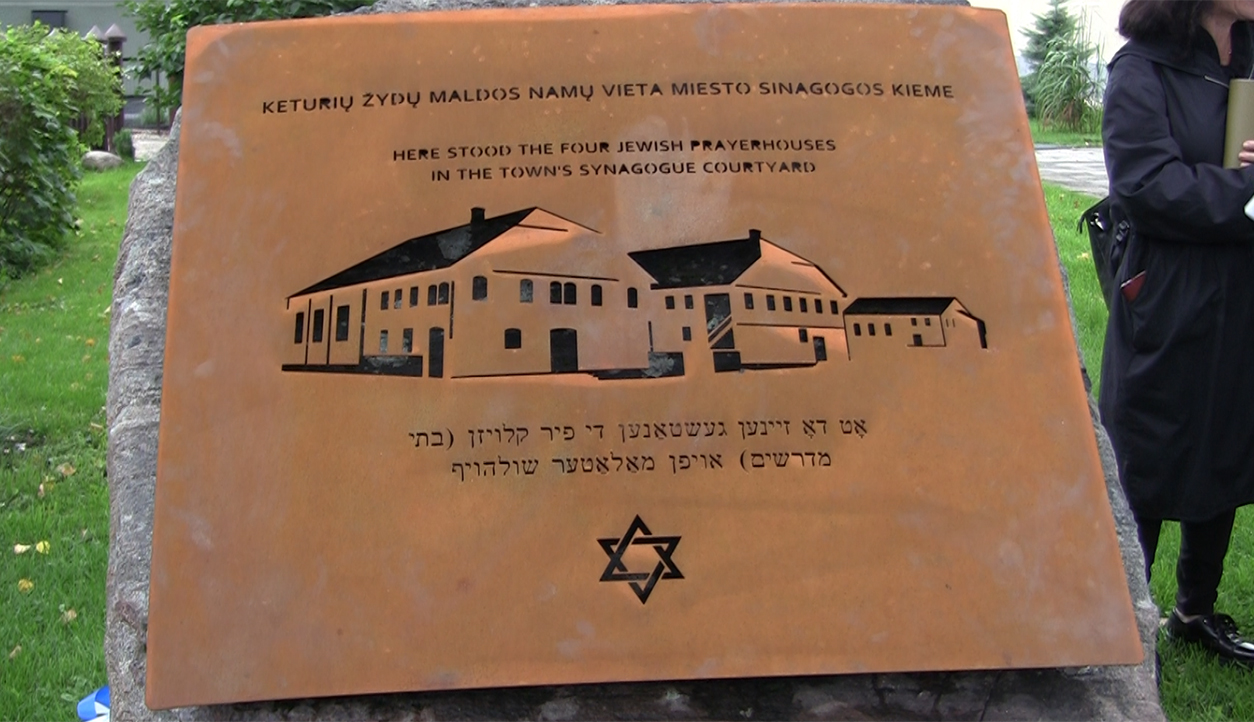 KETURIŲ ŽYDŲ MALDOS NAMŲ VIETA MIESTO SINAGOGOS KIEME
HERE STOOD THE FOUR JEWISH PRAYERHOUSES
IN THE TOWN'S SYNAGOGUE COURTYARD
אָט דאָ זיינען געשטאַנען די פיר קלויזן (בתי
מדרשים) אויפן מאַלאַטער שולהויף